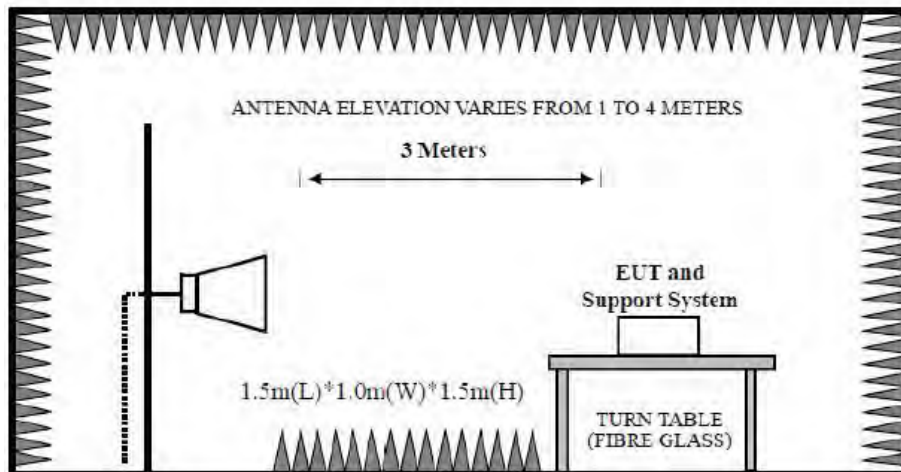 ANTENNA ELEVATION VARIES FROM 1 TO 4 METERS
3 Meters
EUT and
Support System
1.5m(L)*1.0m(W)*1.5m(H)
TURN TABLE
(FIBRE GLASS)